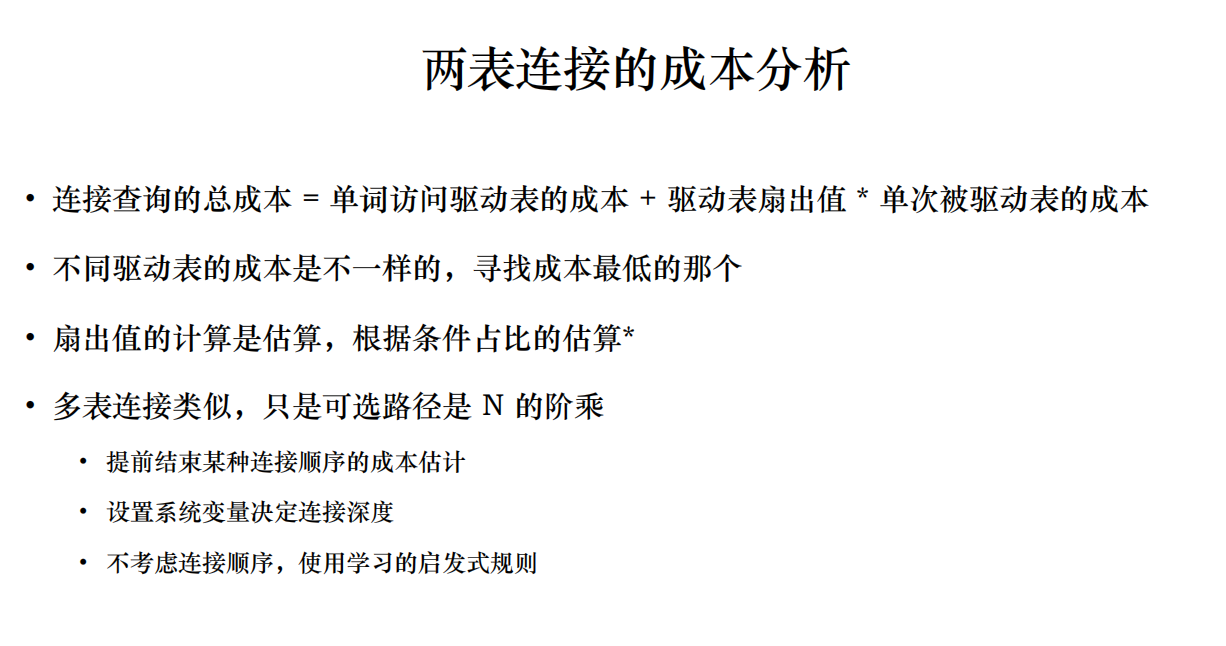 两表连接的成本分析
• 连接查询的总成本 = 单词访问驱动表的成本 + 驱动表扇出值 * 单次被驱动表的成本
• 不同驱动表的成本是不一样的，寻找成本最低的那个
• 扇出值的计算是估算，根据条件占比的估算*
• 多表连接类似，只是可选路径是 N 的阶乘
• 提前结束某种连接顺序的成本估计
• 设置系统变量决定连接深度
• 不考虑连接顺序，使用学习的启发式规则